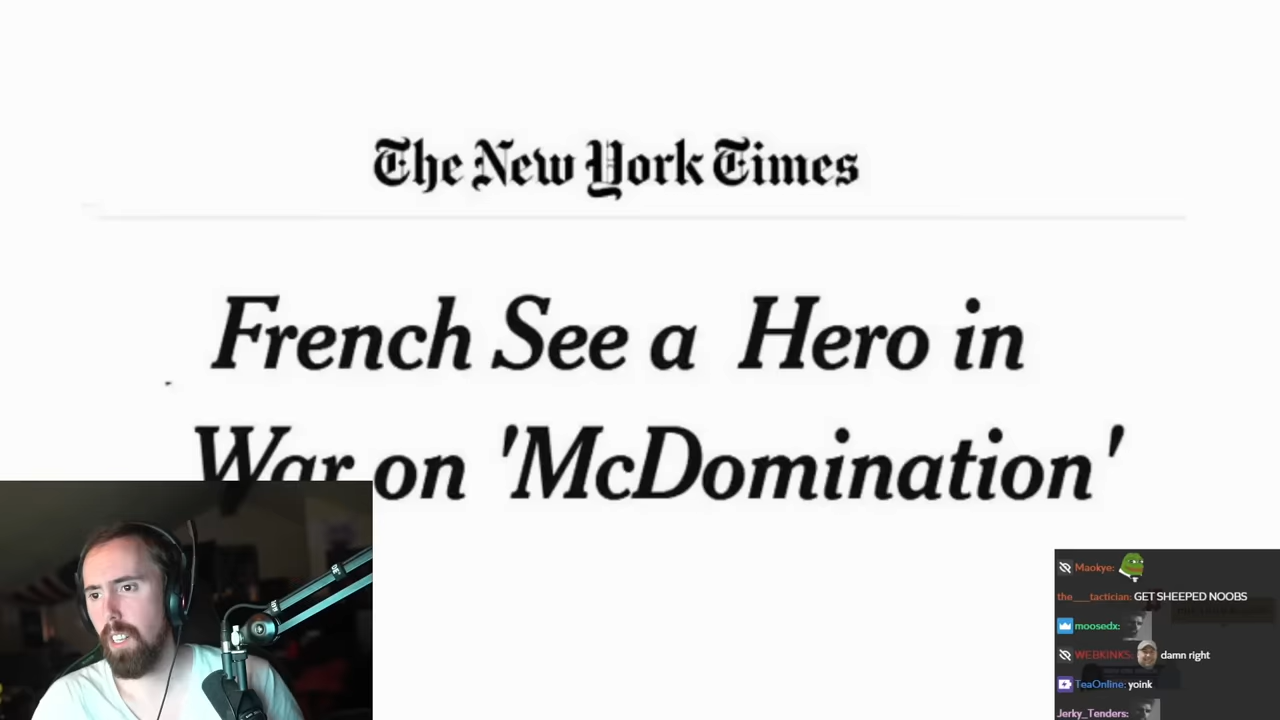 The New York Times
French See a Hero in
War on 'McDomination'
Maokye:
the___tactician: GET SHEEPED NOOBS
moosedx:
WEBKINKS: damn right
TeaOnline: yoink
Jerky_Tenders: